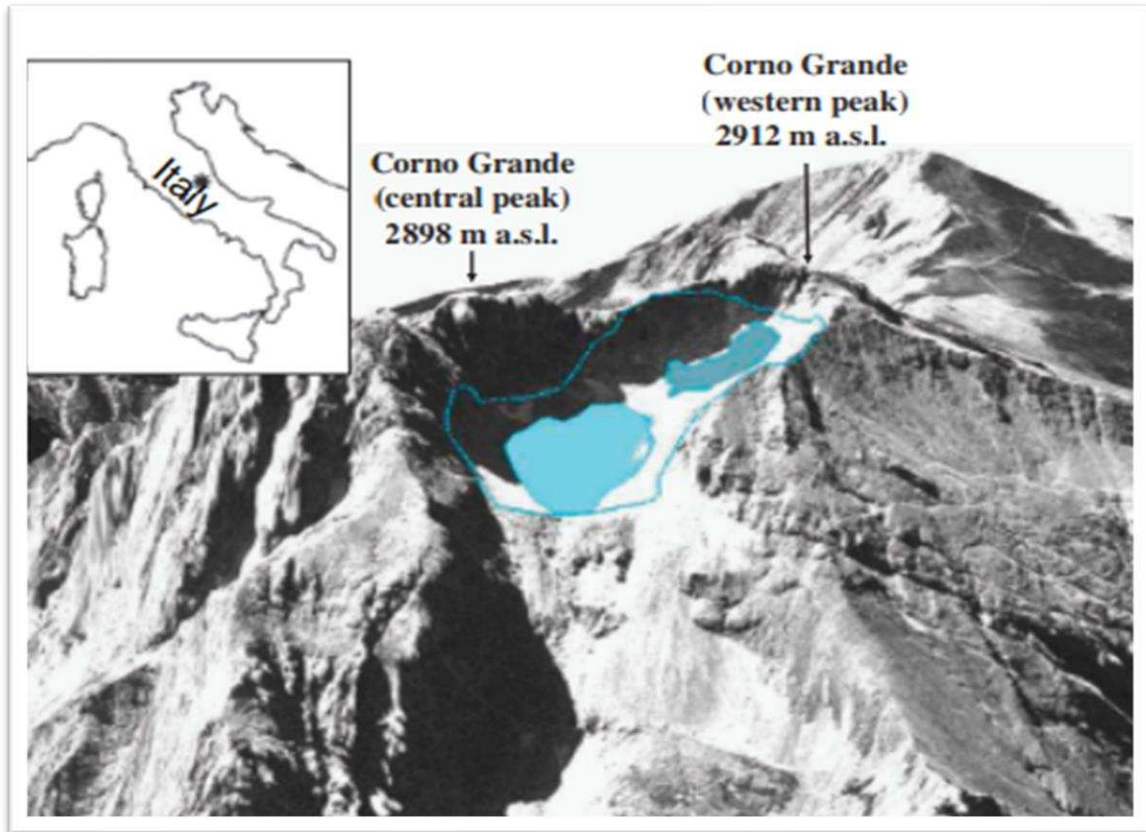 Corno Grande
(western peak)
2912 m a.s.l.
Corno Grande
(central peak)
2898 m a.s.l.
Italy